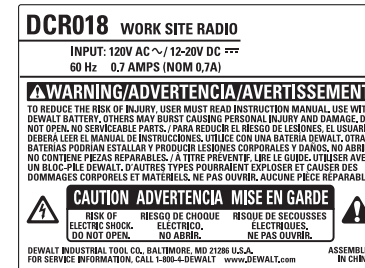 DCR018 WORK SITE RADIO
INPUT: 120V AC ~/ 12-20V DC ⎓
60 Hz 0.7 AMPS (NOM 0,7A)
WARNING/ADVERTENCIA/AVERTISSEMENT
TO REDUCE THE RISK OF INJURY, USER MUST READ INSTRUCTION MANUAL. USE WIT
DEWALT BATTERY. OTHERS MAY BURST CAUSING PERSONAL INJURY AND DAMAGE. D
NOT OPEN. NO SERVICEABLE PARTS. / PARA REDUCIR EL RIESGO DE LESIONES, EL USUARI
DEBERÁ LEER EL MANUAL DE INSTRUCCIONES. UTILICE CON UNA BATERÍA DEWALT. OTRA
BATERÍAS PODRÍAN ESTALLAR Y PRODUCIR LESIONES CORPORALES Y DAÑOS. NO ABRI
NO CONTIENE PIEZAS REPARABLES. / À TITRE PRÉVENTIF, LIRE LE GUIDE. UTILISER AVE
UN BLOC-PILE DEWALT. D'AUTRES TYPES POURRAIENT EXPLOSER ET CAUSER DES
DOMMAGES CORPORELS ET MATÉRIELS. NE PAS OUVRIR. AUCUNE PIÈCE RÉPARABL
CAUTION ADVERTENCIA MISE EN GARDE
RISK OF RIESGO DE CHOQUE RISQUE DE SECOUSSES
ELECTRIC SHOCK. ELÉCTRICO. ÉLECTRIQUES.
DO NOT OPEN. NO ABRIR. NE PAS OUVRIR.
DEWALT INDUSTRIAL TOOL CO., BALTIMORE, MD 21286 U.S.A. ASSEMBL
FOR SERVICE INFORMATION, CALL 1-800-4-DEWALT www.DEWALT.com IN CHIN